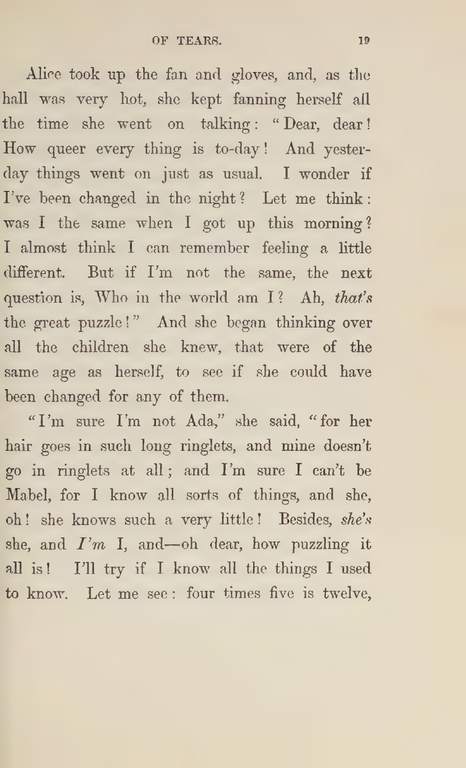 OF TEARS. 19
Alice took up the fan and gloves, and, as the
hall was very hot, she kept fanning herself all
the time she went on talking: “Dear, dear!
How queer every thing is to-day! And yester-
day things went on just as usual. I wonder if
I’ve been changed in the night? Let me think:
was I the same when I got up this morning?
I almost think I can remember feeling a little
different. But if I’m not the same, the next
question is, Who in the world am I? Ah, that’s
the great puzzle!” And she began thinking over
all the children she knew, that were of the
same age as herself, to see if she could have
been changed for any of them.
“I’m sure I’m not Ada,” she said, “for her
hair goes in such long ringlets, and mine doesn’t
go in ringlets at all; and I’m sure I can’t be
Mabel, for I know all sorts of things, and she,
oh! she knows such a very little! Besides, she’s
she, and I’m I, and—oh dear, how puzzling it
all is! I’ll try if I know all the things I used
to know. Let me see: four times five is twelve,